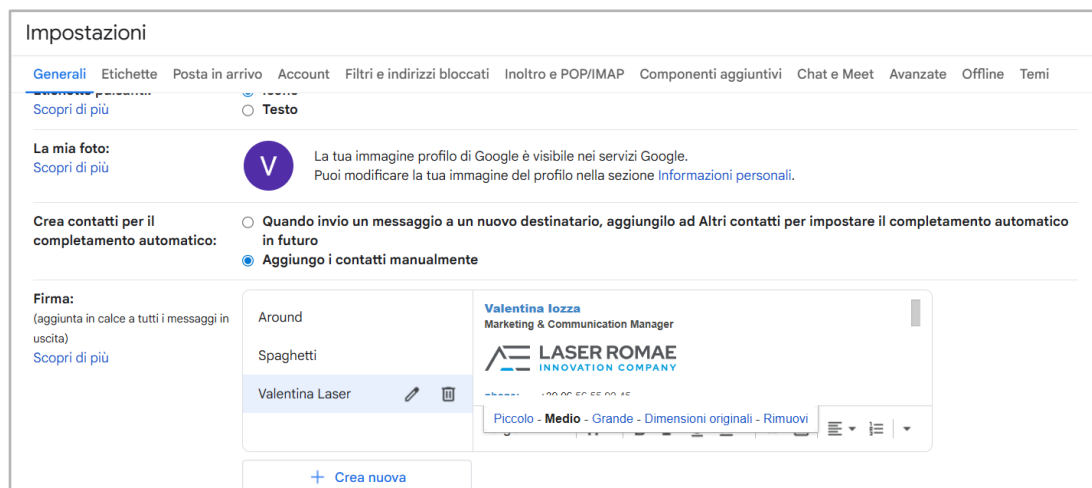 Impostazioni
Generali Etichette Posta in arrivo Account Filtri e indirizzi bloccati Inoltro e POP/IMAP Componenti aggiuntivi Chat e Meet Avanzate Offline Temi
Scopri di più
Testo
La mia foto:
Scopri di più
V
La tua immagine profilo di Google è visibile nei servizi Google.
Puoi modificare la tua immagine del profilo nella sezione Informazioni personali.
Crea contatti per il
completamento automatico:
Quando invio un messaggio a un nuovo destinatario, aggiungilo ad Altri contatti per impostare il completamento automatico
in futuro
Aggiungo i contatti manualmente
Firma:
(aggiunta in calce a tutti i messaggi in
uscita)
Scopri di più
Around
Spaghetti
Valentina Laser
Valentina Iozza
Marketing & Communication Manager
LASER ROMAE
INNOVATION COMPANY
Piccolo - Medio - Grande - Dimensioni originali - Rimuovi
+ Crea nuova